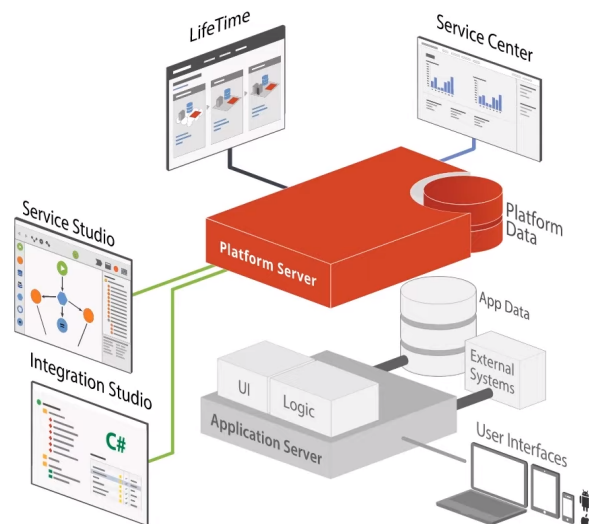 LifeTime
Service Center
Service Studio
Platform Server
Platform
Data
App Data
Integration Studio
External
Systems
UI
Logic
C#
Application Server
User Interfaces